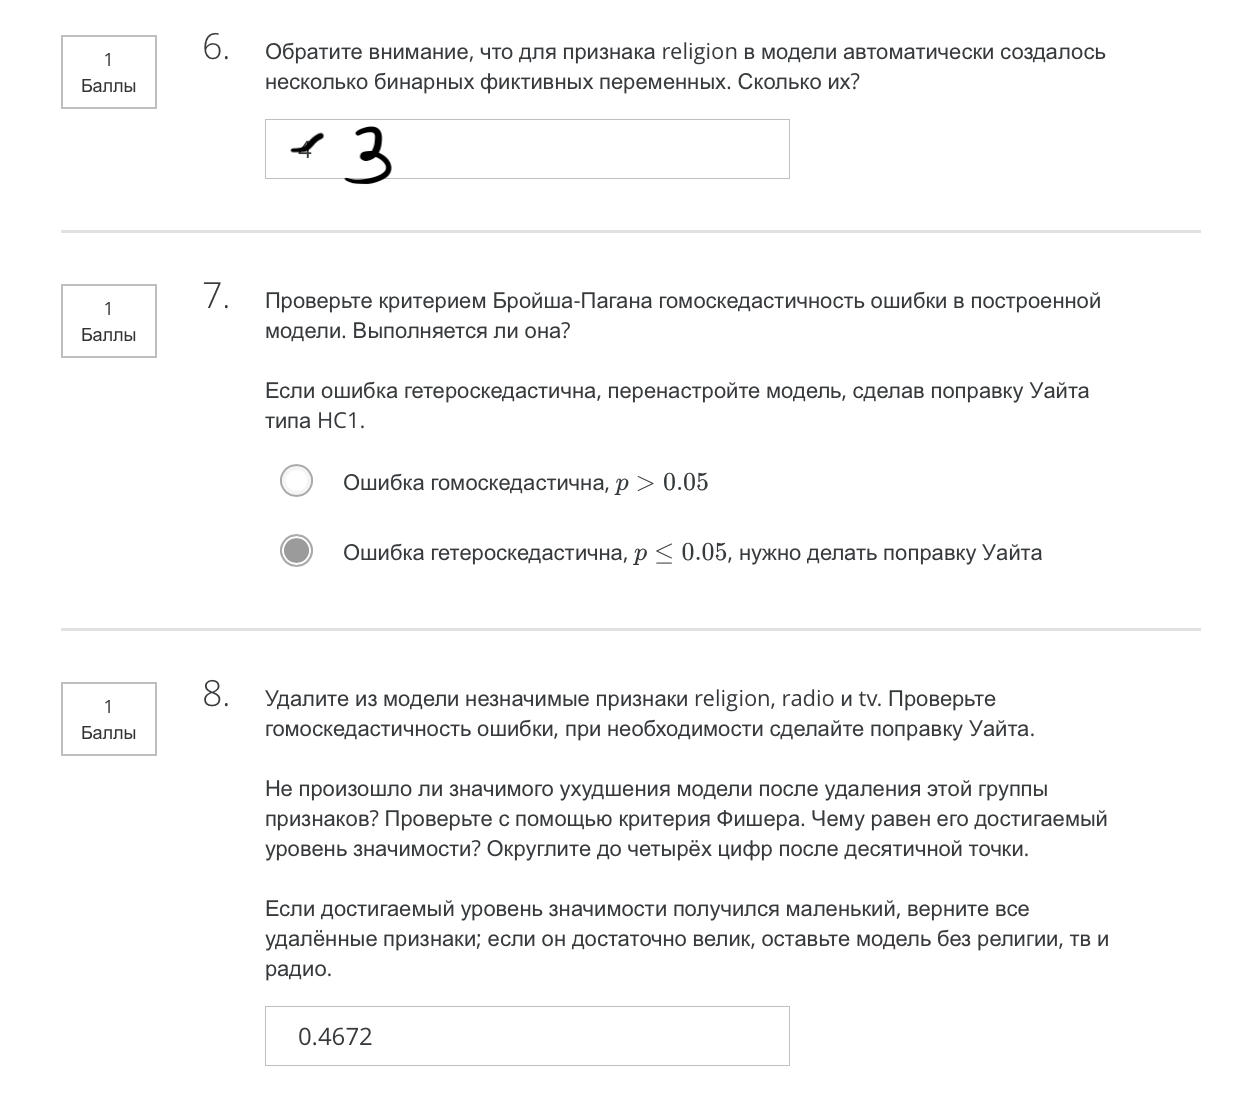 1
Баллы
6.
Обратите внимание, что для признака religion в модели автоматически создалось
несколько бинарных фиктивных переменных. Сколько их?
4 3
1
Баллы
7.
Проверьте критерием Бройша-Пагана гомоскедастичность ошибки в построенной
модели. Выполняется ли она?
Если ошибка гетероскедастична, перенастройте модель, сделав поправку Уайта
типа HC1.
Ошибка гомоскедастична, p > 0.05
Ошибка гетероскедастична, p ≤ 0.05, нужно делать поправку Уайта
1
Баллы
8.
Удалите из модели незначимые признаки religion, radio и tv. Проверьте
гомоскедастичность ошибки, при необходимости сделайте поправку Уайта.
Не произошло ли значимого ухудшения модели после удаления этой группы
признаков? Проверьте с помощью критерия Фишера. Чему равен его достигаемый
уровень значимости? Округлите до четырёх цифр после десятичной точки.
Если достигаемый уровень значимости получился маленький, верните все
удалённые признаки; если он достаточно велик, оставьте модель без религии, тв и
радио.
0.4672